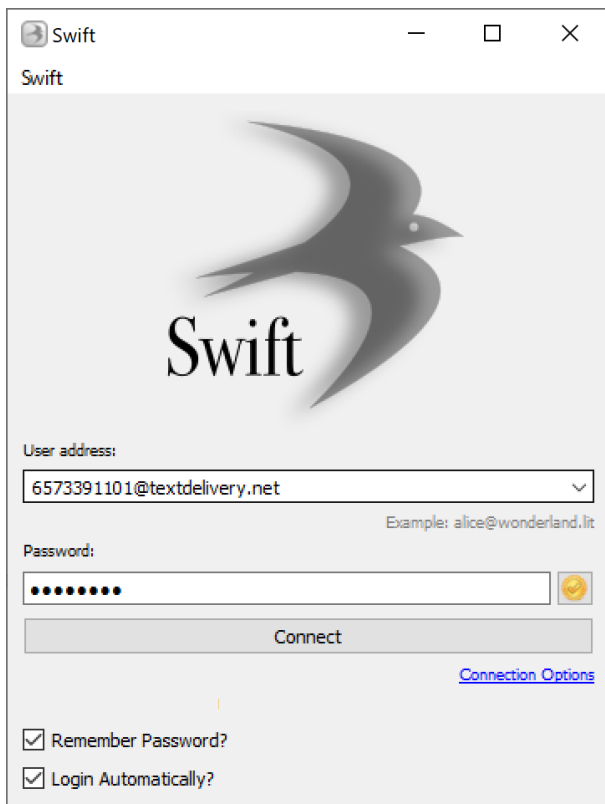 Swift
Swift
Swift
User address:
6573391101@textdelivery.net
Example: alice@wonderland.lit
Password:
••••••••
Connect
Connection Options
Remember Password?
Login Automatically?